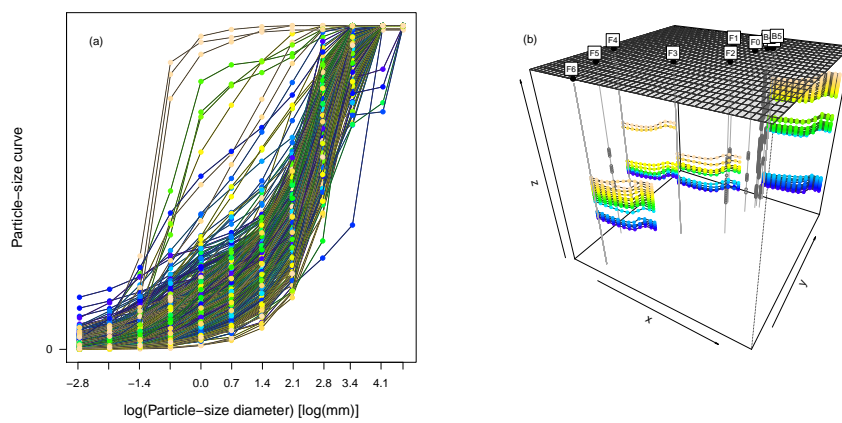 (a)
Particle−size curve
0
−2.8 −1.4 0.0 0.7 1.4 2.1 2.8 3.4 4.1
log(Particle−size diameter) [log(mm)]
(b)
F1
F4 F0 B5
F5 F3 F2
F6
z
x
y